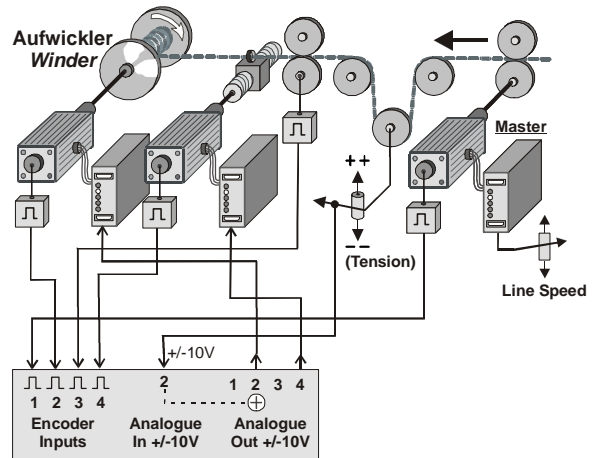 Aufwickler
Winder
Master
++
--
(Tension)
Line Speed
+/-10V
2
1 2 3 4
1 2 3 4
Encoder
Inputs
Analogue
In +/-10V
Analogue
Out +/-10V